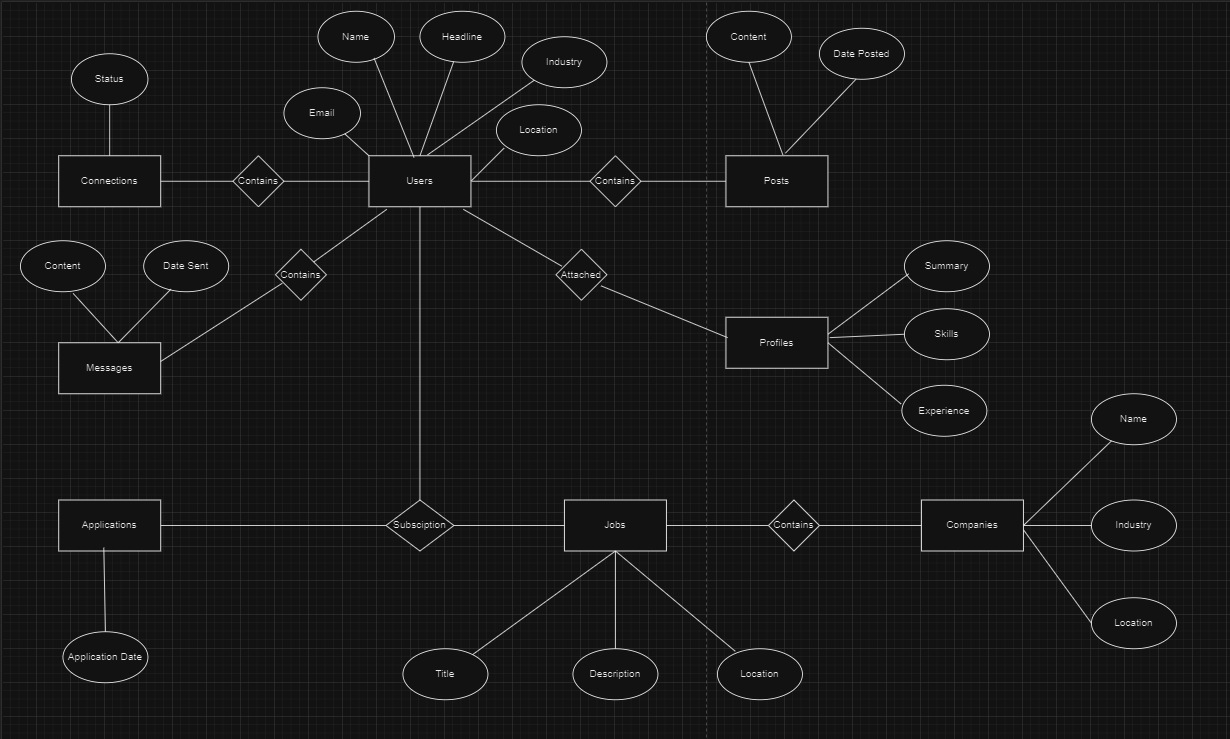 Name
Headline
Content
Date Posted
Industry
Status
Email
Location
Connections
Contains
Users
Contains
Posts
Content
Date Sent
Contains
Attached
Summary
Skills
Profiles
Messages
Experience
Name
Applications
Subsciption
Jobs
Contains
Companies
Industry
Location
Application Date
Title
Description
Location